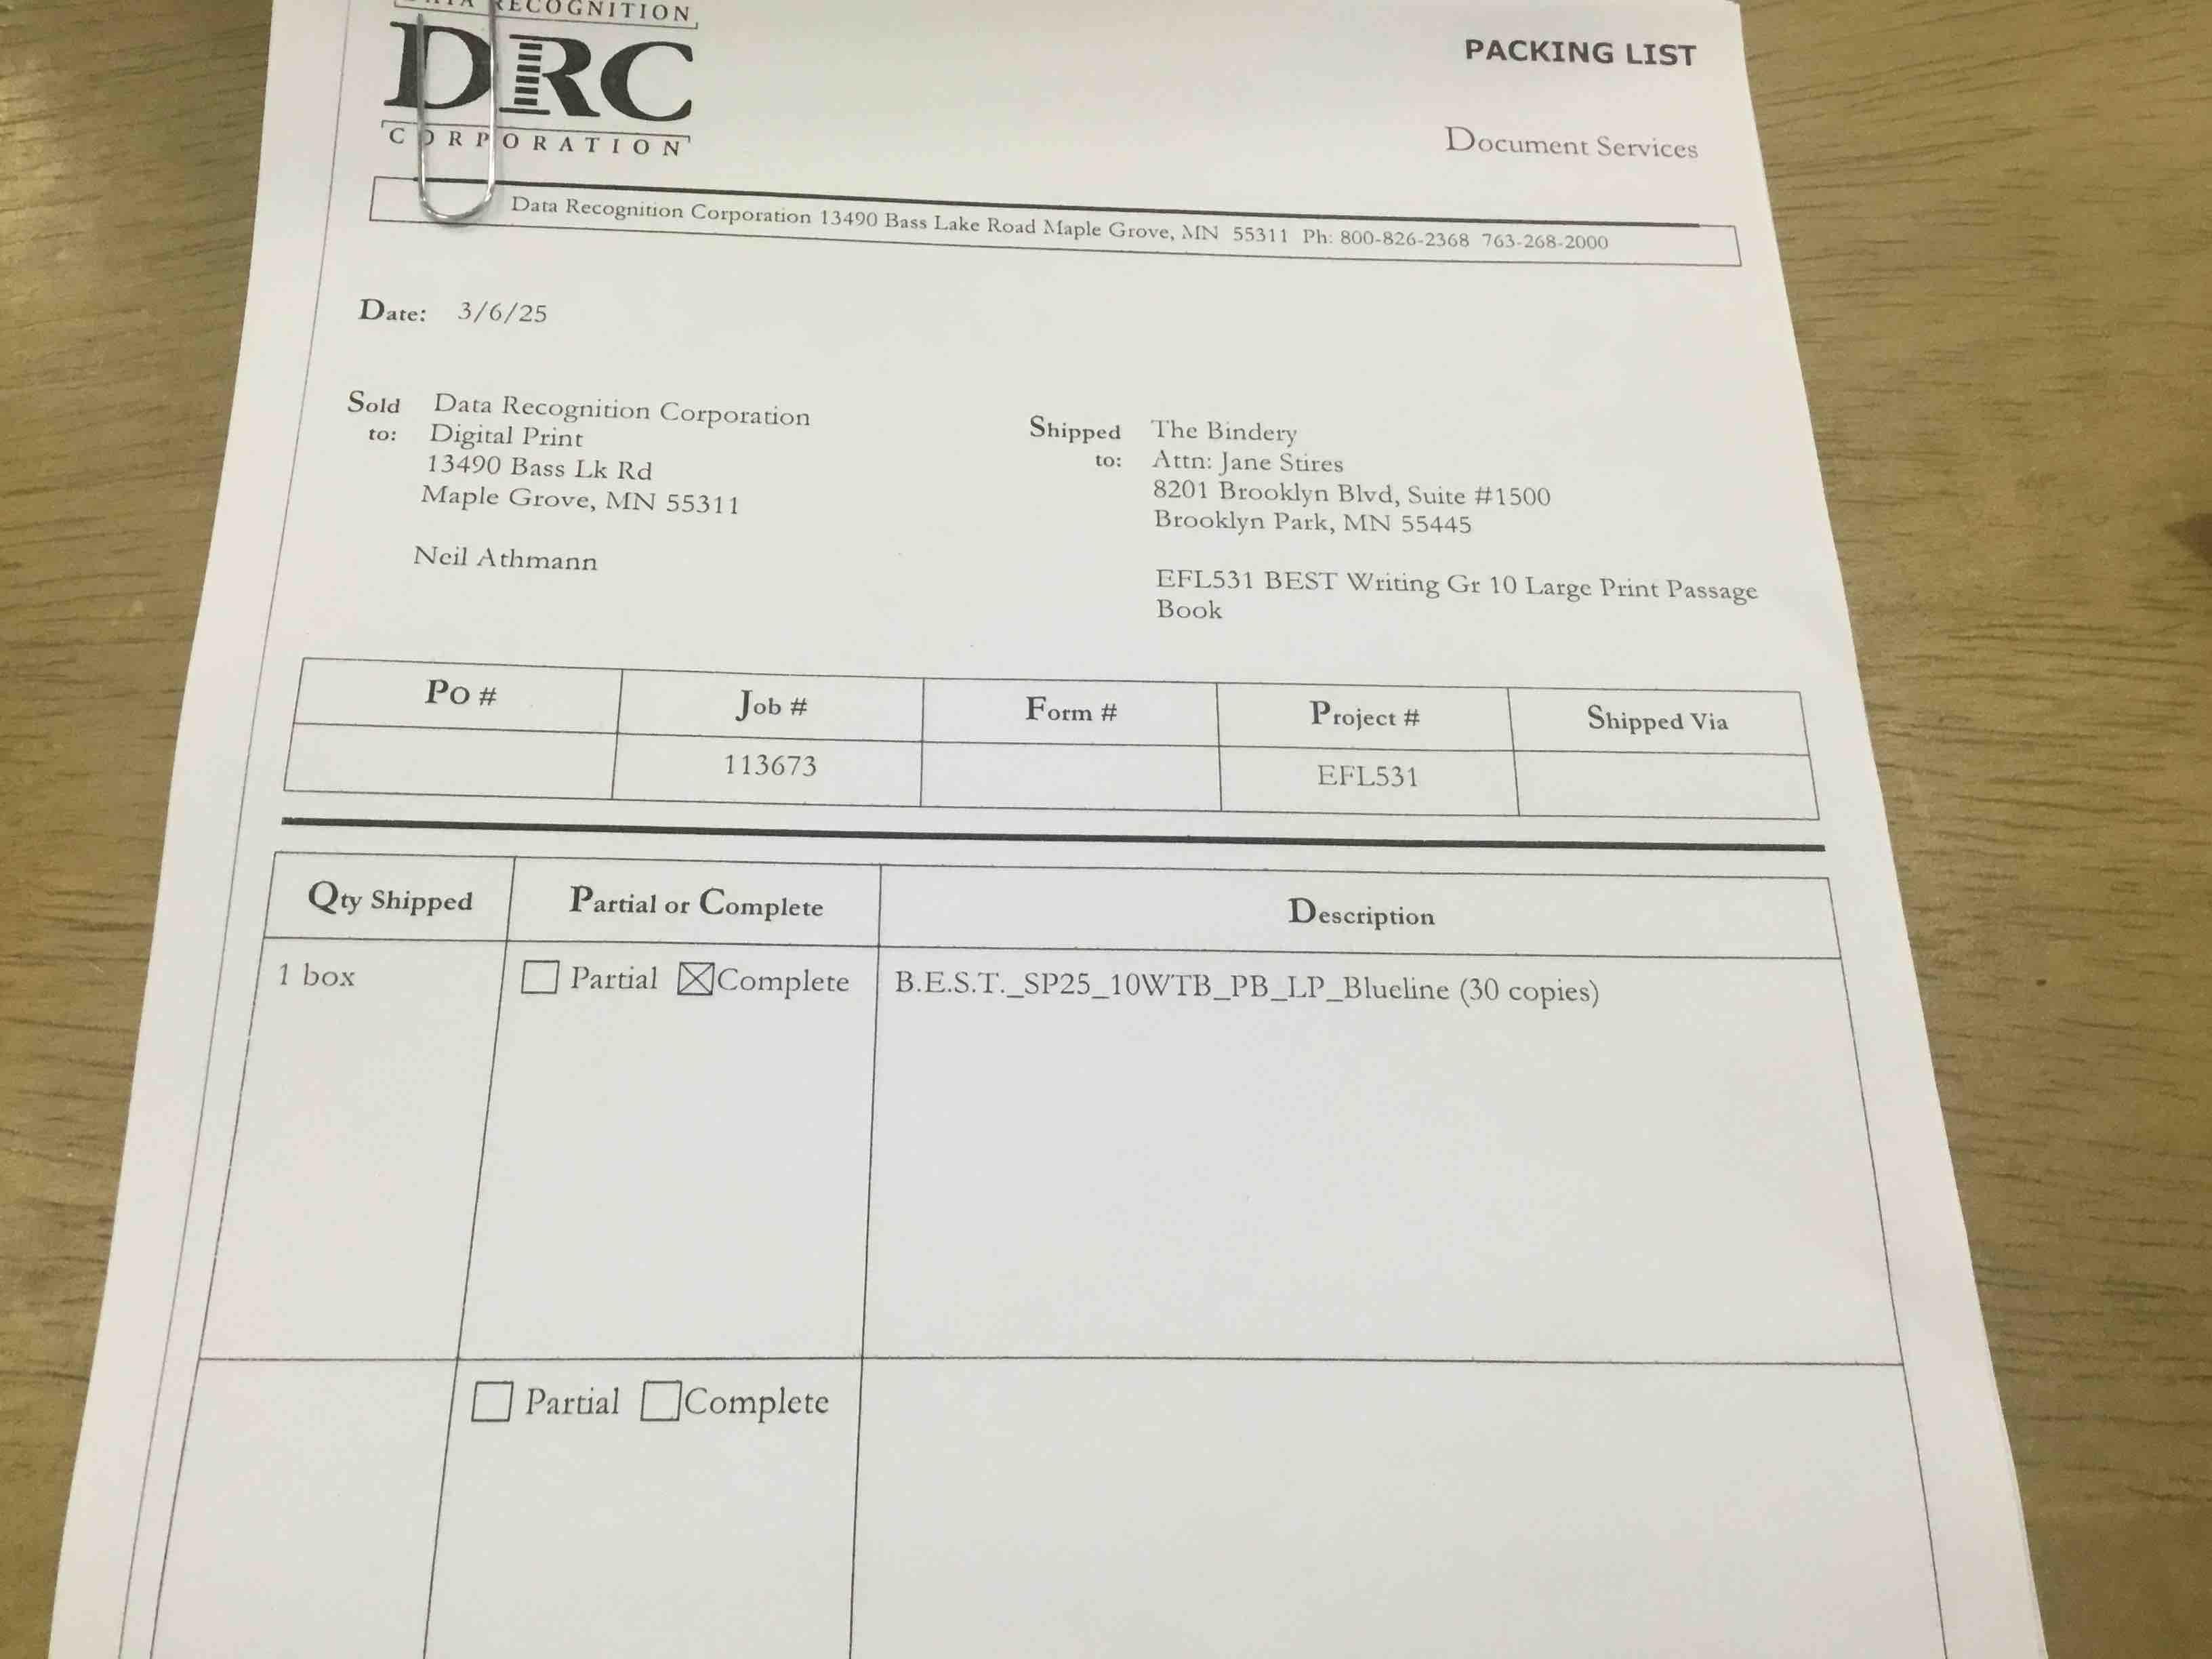 DATA RECOGNITION
DRC
CORPORATION
PACKING LIST
Document Services
Data Recognition Corporation 13490 Bass Lake Road Maple Grove, MN 55311 Ph: 800-826-2368 763-268-2000
Date: 3/6/25
Sold to: Data Recognition Corporation
Digital Print
13490 Bass Lk Rd
Maple Grove, MN 55311
Neil Athmann
Shipped to: The Bindery
Attn: Jane Stires
8201 Brooklyn Blvd, Suite #1500
Brooklyn Park, MN 55445
EFL531 BEST Writing Gr 10 Large Print Passage
Book
PO # Job # Form # Project # Shipped Via
113673 EFL531
Qty Shipped Partial or Complete Description
1 box Partial Complete B.E.S.T._SP25_10WTB_PB_LP_Blueline (30 copies)
Partial Complete